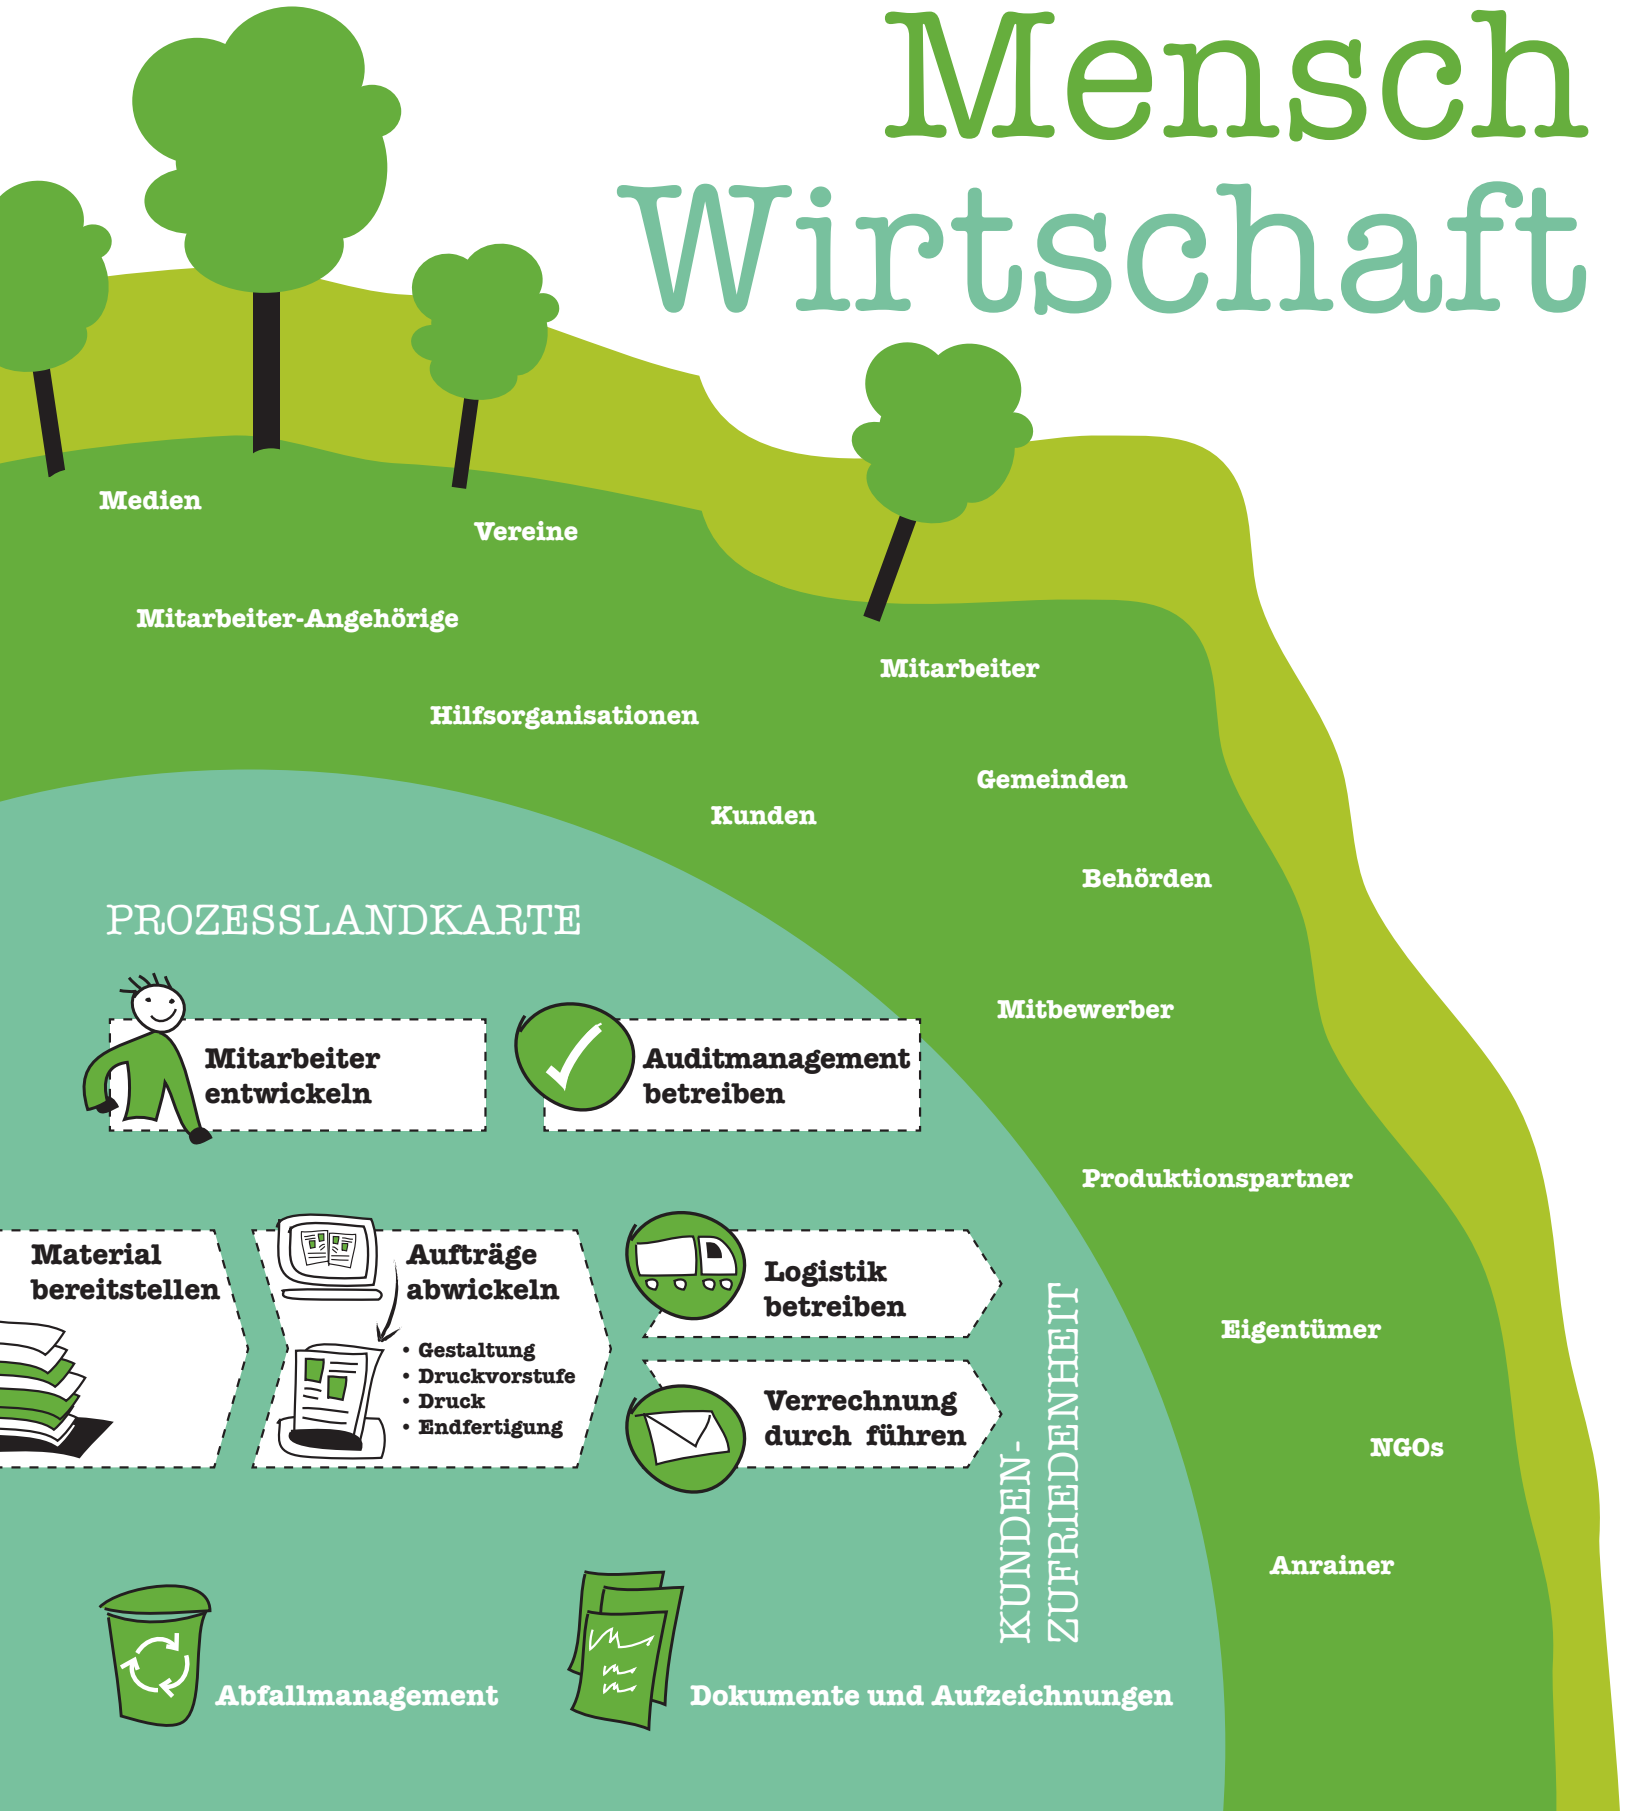 Mensch
Wirtschaft
Medien
Vereine
Mitarbeiter-Angehörige
Mitarbeiter
Hilfsorganisationen
Gemeinden
Kunden
Behörden
PROZESSLANDKARTE
Mitbewerber
Mitarbeiter
entwickeln
Auditmanagement
betreiben
Produktionspartner
Material
bereitstellen
Aufträge
abwickeln
• Gestaltung
• Druckvorstufe
• Druck
• Endfertigung
Logistik
betreiben
Verrechnung
durch führen
KUNDEN-
ZUFRIEDENHEIT
Eigentümer
NGOs
Anrainer
Abfallmanagement
Dokumente und Aufzeichnungen